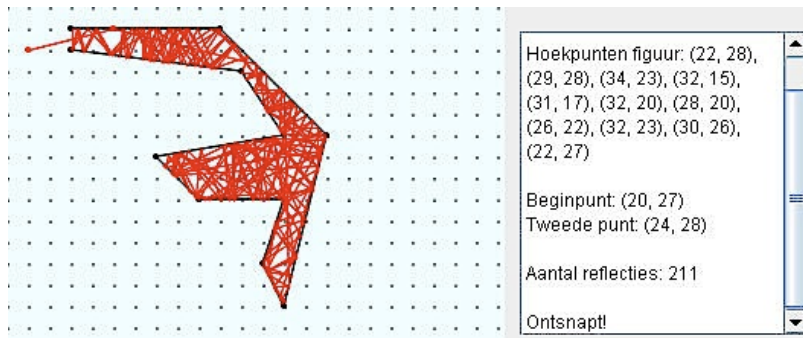 Hoekpunten figuur: (22, 28),
(29, 28), (34, 23), (32, 15),
(31, 17), (32, 20), (28, 20),
(26, 22), (32, 23), (30, 26),
(22, 27)
Beginpunt: (20, 27)
Tweede punt: (24, 28)
Aantal reflecties: 211
Ontsnapt!